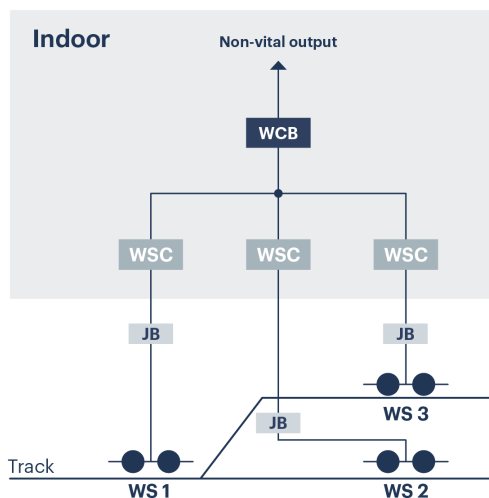 Indoor
Non-vital output
WCB
WSC WSC WSC
JB JB
WS 3
JB
Track
WS 1 WS 2